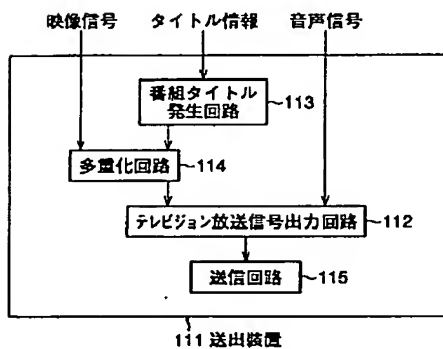 映像信号 タイトル情報 音声信号
番組タイトル
発生回路 113
多重化回路 114
テレビジョン放送信号出力回路 112
送信回路 115
111 送出装置